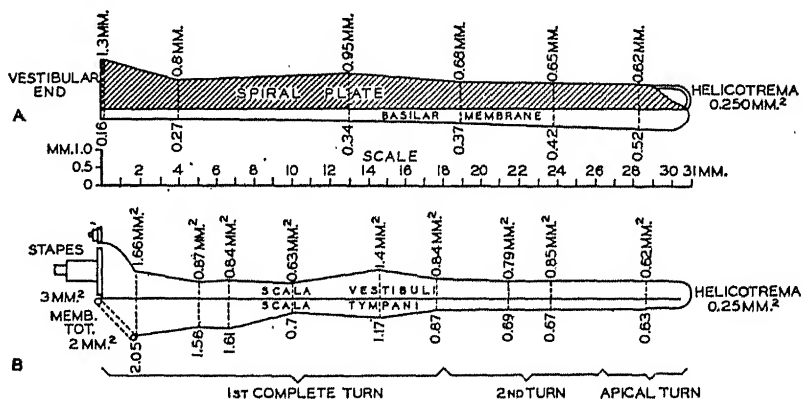 1.3MM. 0.8MM. 0.95MM. 0.68MM. 0.65MM. 0.62MM.
VESTIBULAR END
SPIRAL PLATE
HELICOTREMA
0.250MM.²
A
BASILAR MEMBRANE
0.16 0.27 0.34 0.37 0.42 0.52
MM. 1.0
0.5
0
SCALE
2 4 6 8 10 12 14 16 18 20 22 24 26 28 30 31MM.
1.66MM.² 0.87MM.² 0.84MM.² 0.63MM.² 1.4MM.² 0.84MM.² 0.79MM.² 0.85MM.² 0.62MM.²
STAPES
3MM.²
SCALA VESTIBULI
SCALA TYMPANI
HELICOTREMA
0.25MM.²
MEMB.
TOT.
2MM.²
2.05 1.56 1.61 0.7 1.17 0.87 0.69 0.67 0.63
B
1ST COMPLETE TURN 2ND TURN APICAL TURN